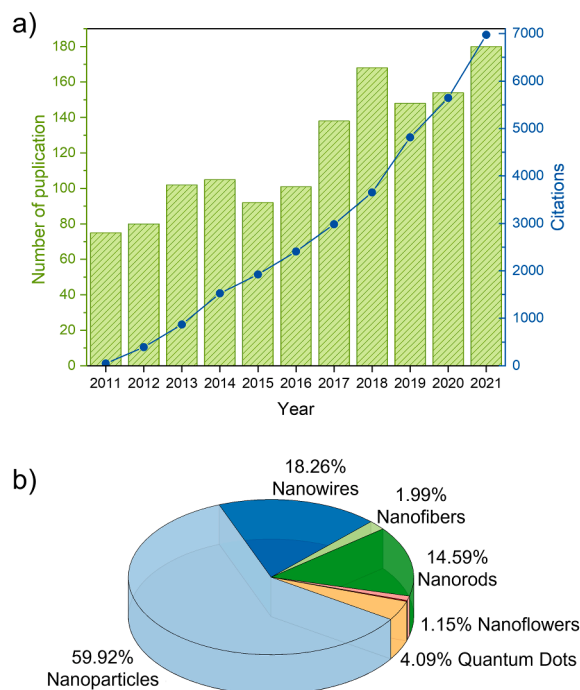 a)
180
160
140
120
100
80
60
40
20
0
Number of puplication
7000
6000
5000
4000
3000
2000
1000
0
Citations
2011 2012 2013 2014 2015 2016 2017 2018 2019 2020 2021
Year
b)
18.26%
Nanowires
1.99%
Nanofibers
14.59%
Nanorods
1.15% Nanoflowers
4.09% Quantum Dots
59.92%
Nanoparticles